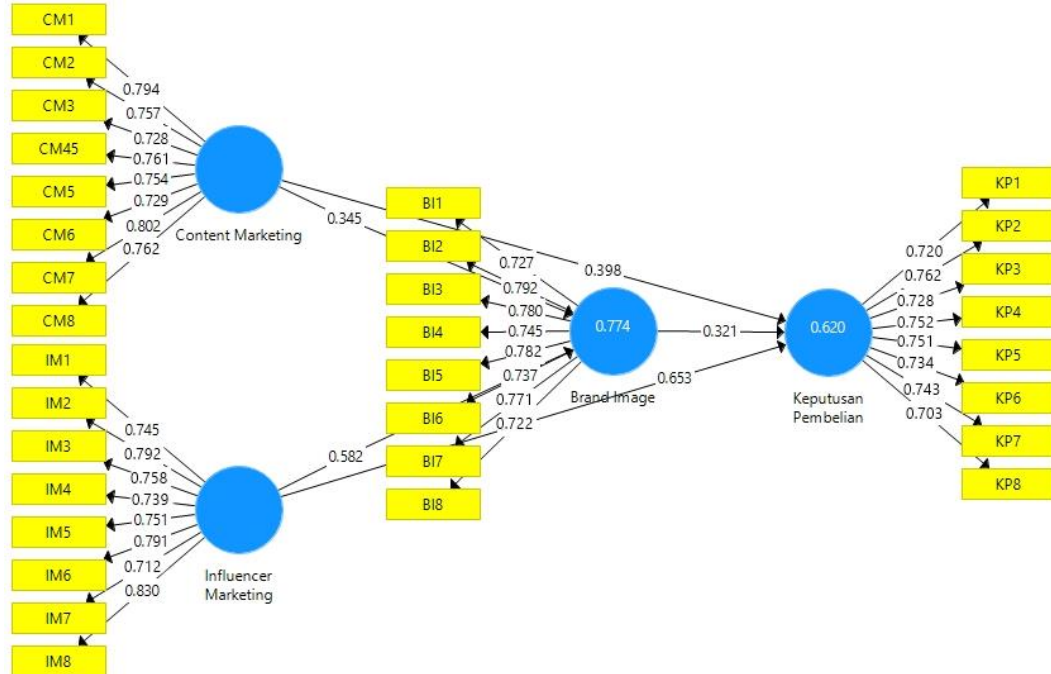 CM1
CM2
CM3
CM45
CM5
CM6
CM7
CM8
0.794
0.757
0.728
0.761
0.754
0.729
0.802
0.762
Content Marketing
IM1
IM2
IM3
IM4
IM5
IM6
IM7
IM8
0.745
0.792
0.758
0.739
0.751
0.791
0.712
0.830
Influencer
Marketing
0.345
0.398
0.582
0.653
BI1
BI2
BI3
BI4
BI5
BI6
BI7
BI8
0.727
0.792
0.780
0.745
0.782
0.737
0.771
0.722
0.774
Brand Image
0.321
0.620
Keputusan
Pembelian
0.720
0.762
0.728
0.752
0.751
0.734
0.743
0.703
KP1
KP2
KP3
KP4
KP5
KP6
KP7
KP8